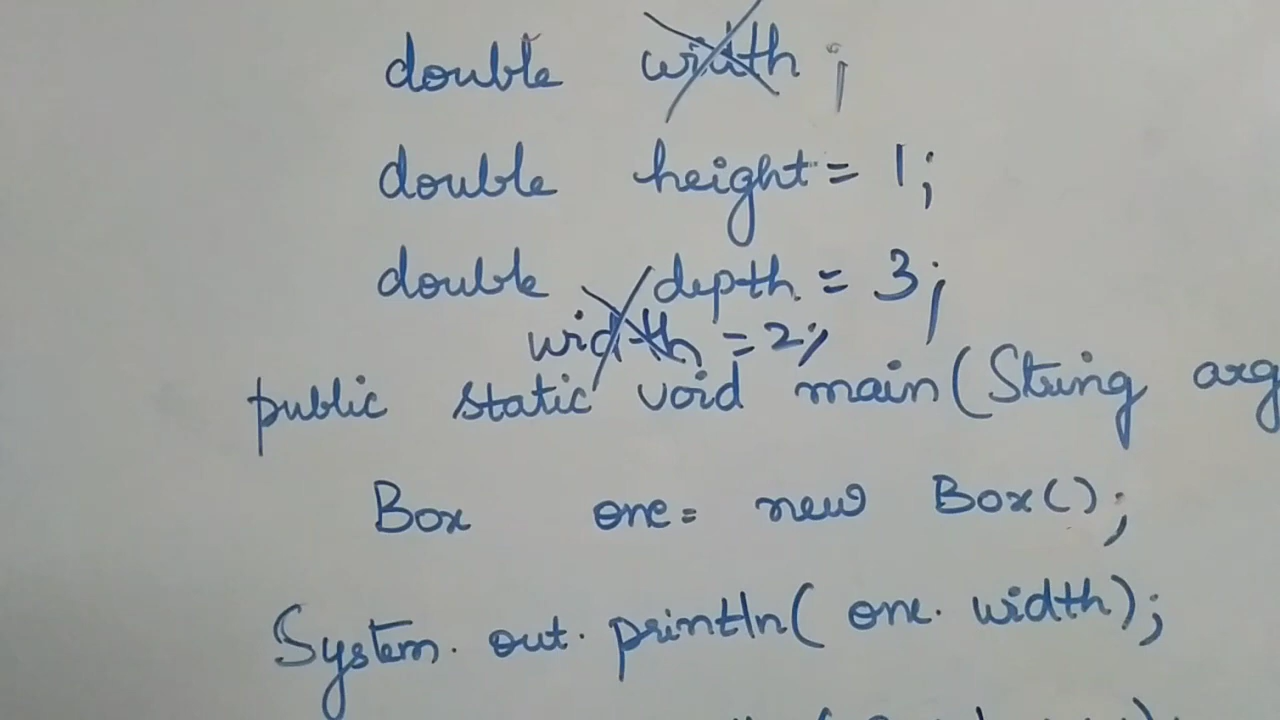 double width ;
double height = 1;
double depth = 3;
width = 2;
public static void main(String arg
Box one = new Box();
System.out.println( one.width);